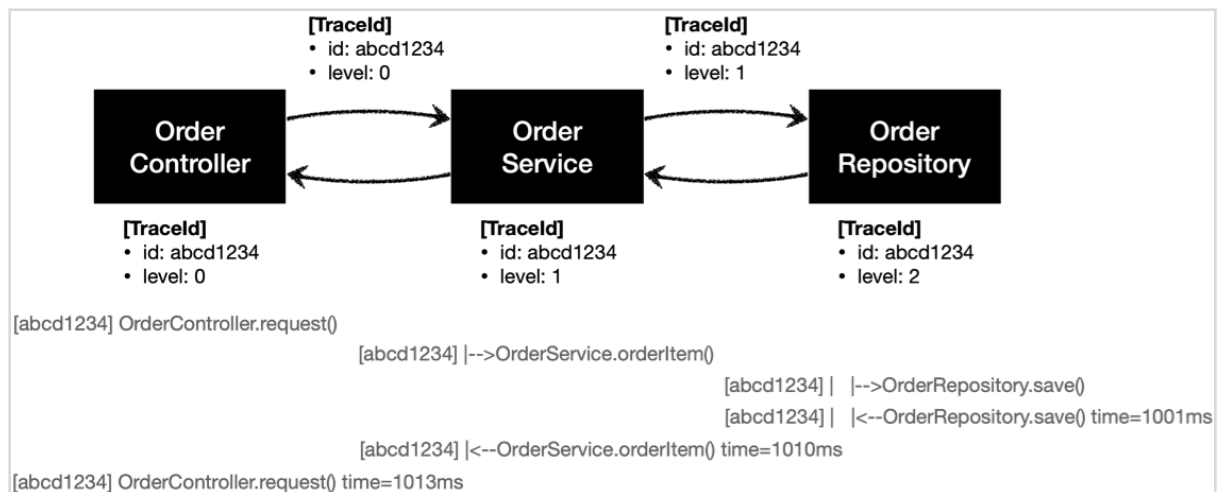 [TraceId]
• id: abcd1234
• level: 0
[TraceId]
• id: abcd1234
• level: 1
Order
Controller
Order
Service
Order
Repository
[TraceId]
• id: abcd1234
• level: 0
[TraceId]
• id: abcd1234
• level: 1
[TraceId]
• id: abcd1234
• level: 2
[abcd1234] OrderController.request()
[abcd1234] |-->OrderService.orderItem()
[abcd1234] |   |-->OrderRepository.save()
[abcd1234] |   |<--OrderRepository.save() time=1001ms
[abcd1234] |<--OrderService.orderItem() time=1010ms
[abcd1234] OrderController.request() time=1013ms